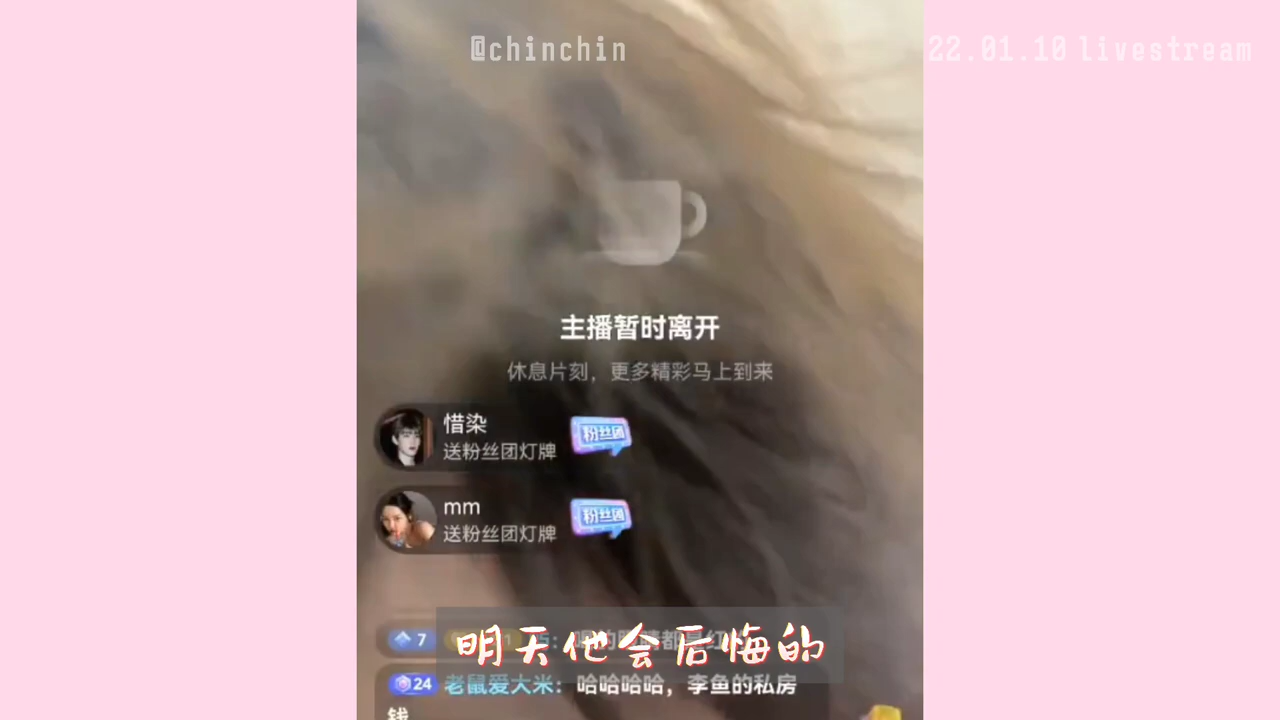 @chinchin
22.01.10 livestream
主播暂时离开
休息片刻，更多精彩马上到来
惜染
送粉丝团灯牌
粉丝团
mm
送粉丝团灯牌
粉丝团
7
明天他会后悔的
24 老鼠爱大米：哈哈哈哈，李鱼的私房
钱